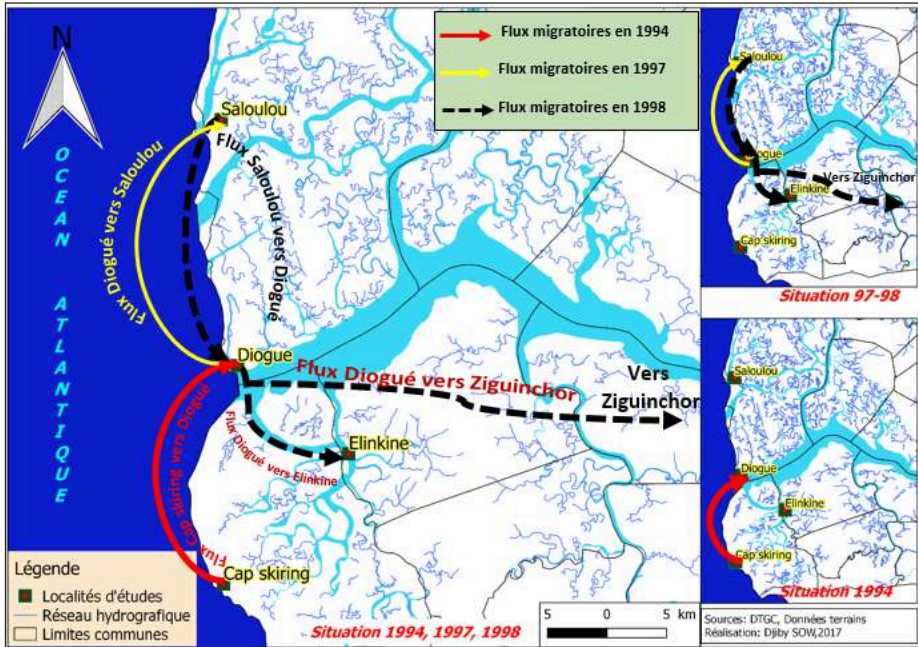 N
Flux migratoires en 1994
Flux migratoires en 1997
Flux migratoires en 1998
OCEAN ATLANTIQUE
Saloulou
Flux Diogué vers Saloulou
Flux Saloulou vers Diogué
Diogue
Flux Diogué vers Ziguinchor
Vers
Ziguinchor
Flux Diogué vers Elinkine
Elinkine
Flux Cap skiring vers Diogué
Cap skiring
Légende
Localités d'études
Réseau hydrografique
Limites communes
Situation 1994, 1997, 1998
5 0 5 km
Saloulou
Diogue
Vers Ziguinchor
Elinkine
Cap skiring
Situation 97-98
Saloulou
Diogue
Elinkine
Cap skiring
Situation 1994
Sources: DTGC, Données terrains
Réalisation: Djiby SOW,2017